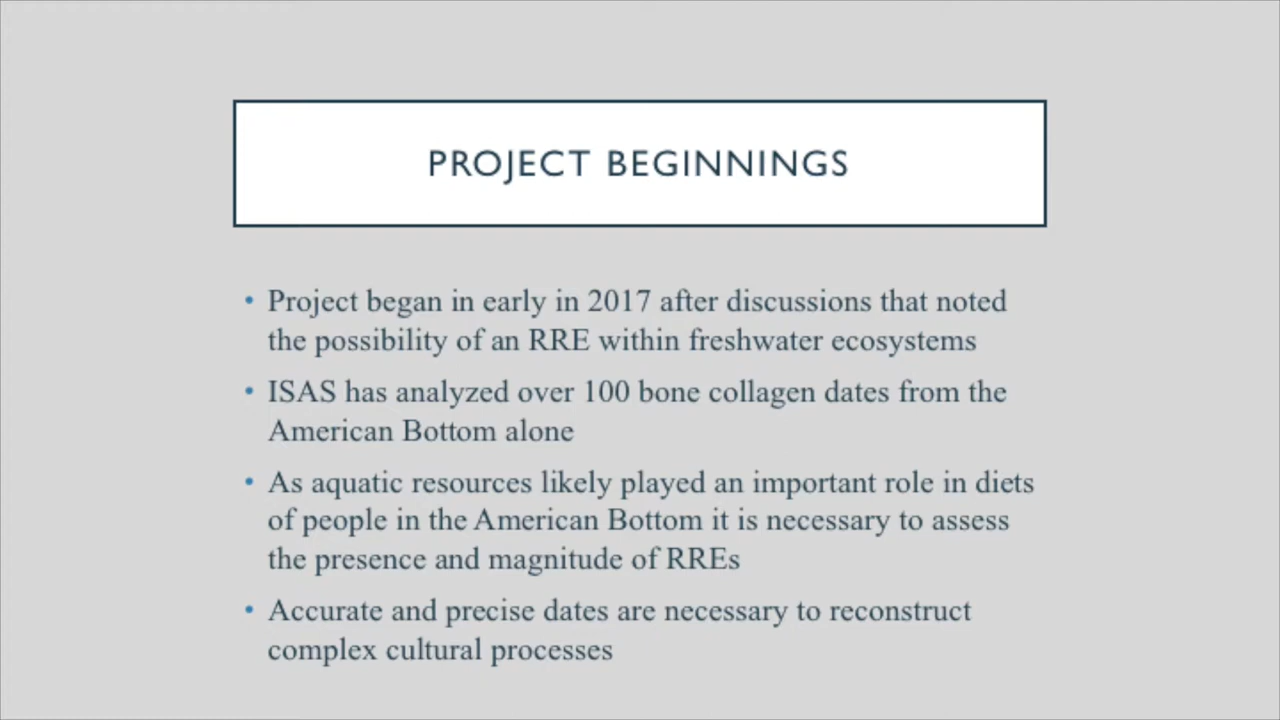 PROJECT BEGINNINGS
• Project began in early in 2017 after discussions that noted
the possibility of an RRE within freshwater ecosystems
• ISAS has analyzed over 100 bone collagen dates from the
American Bottom alone
• As aquatic resources likely played an important role in diets
of people in the American Bottom it is necessary to assess
the presence and magnitude of RREs
• Accurate and precise dates are necessary to reconstruct
complex cultural processes